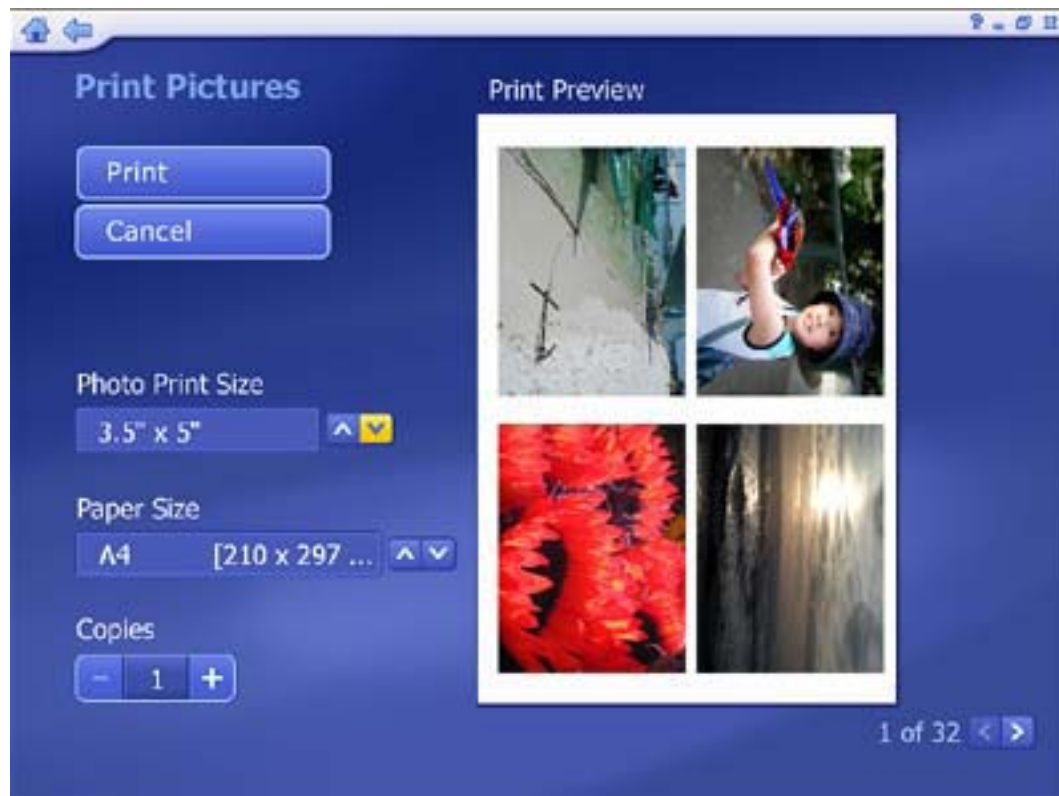 Print Pictures
Print Preview
Print
Cancel
Photo Print Size
3.5" x 5"
Paper Size
A4 [210 x 297 ...
Copies
- 1 +
1 of 32 < >